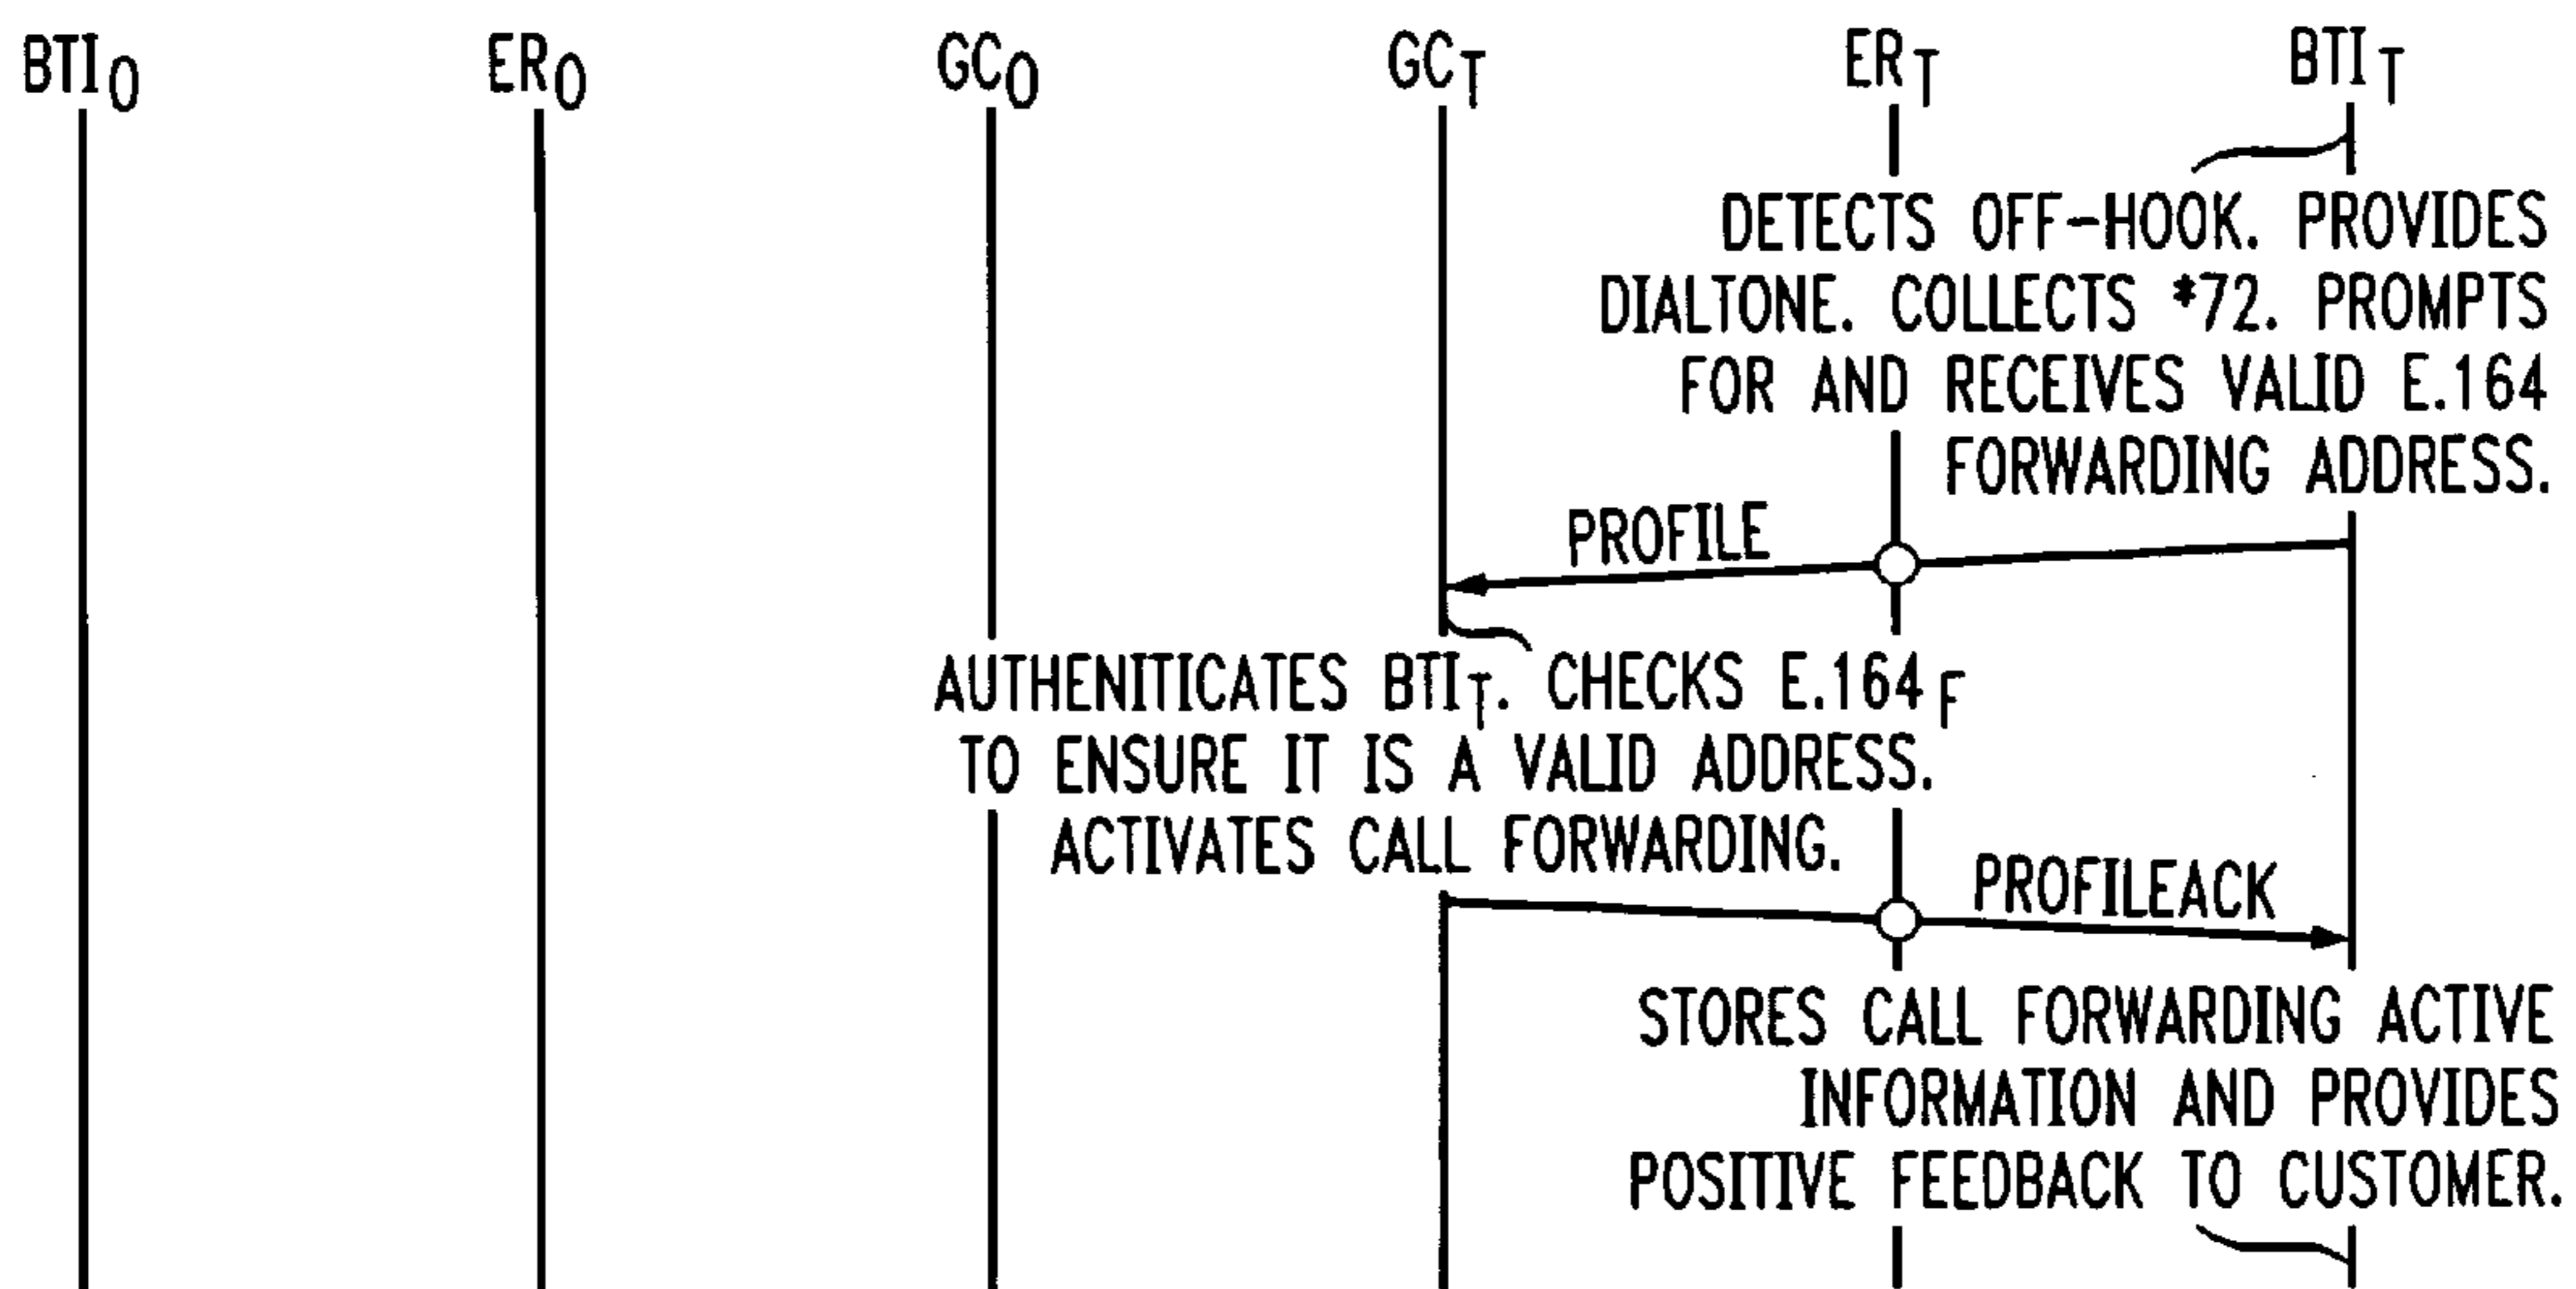 BTIO ERO GCO GCT ERT BTIT
DETECTS OFF-HOOK. PROVIDES
DIALTONE. COLLECTS *72. PROMPTS
FOR AND RECEIVES VALID E.164
FORWARDING ADDRESS.
PROFILE
AUTHENITICATES BTIT. CHECKS E.164F
TO ENSURE IT IS A VALID ADDRESS.
ACTIVATES CALL FORWARDING.
PROFILEACK
STORES CALL FORWARDING ACTIVE
INFORMATION AND PROVIDES
POSITIVE FEEDBACK TO CUSTOMER.